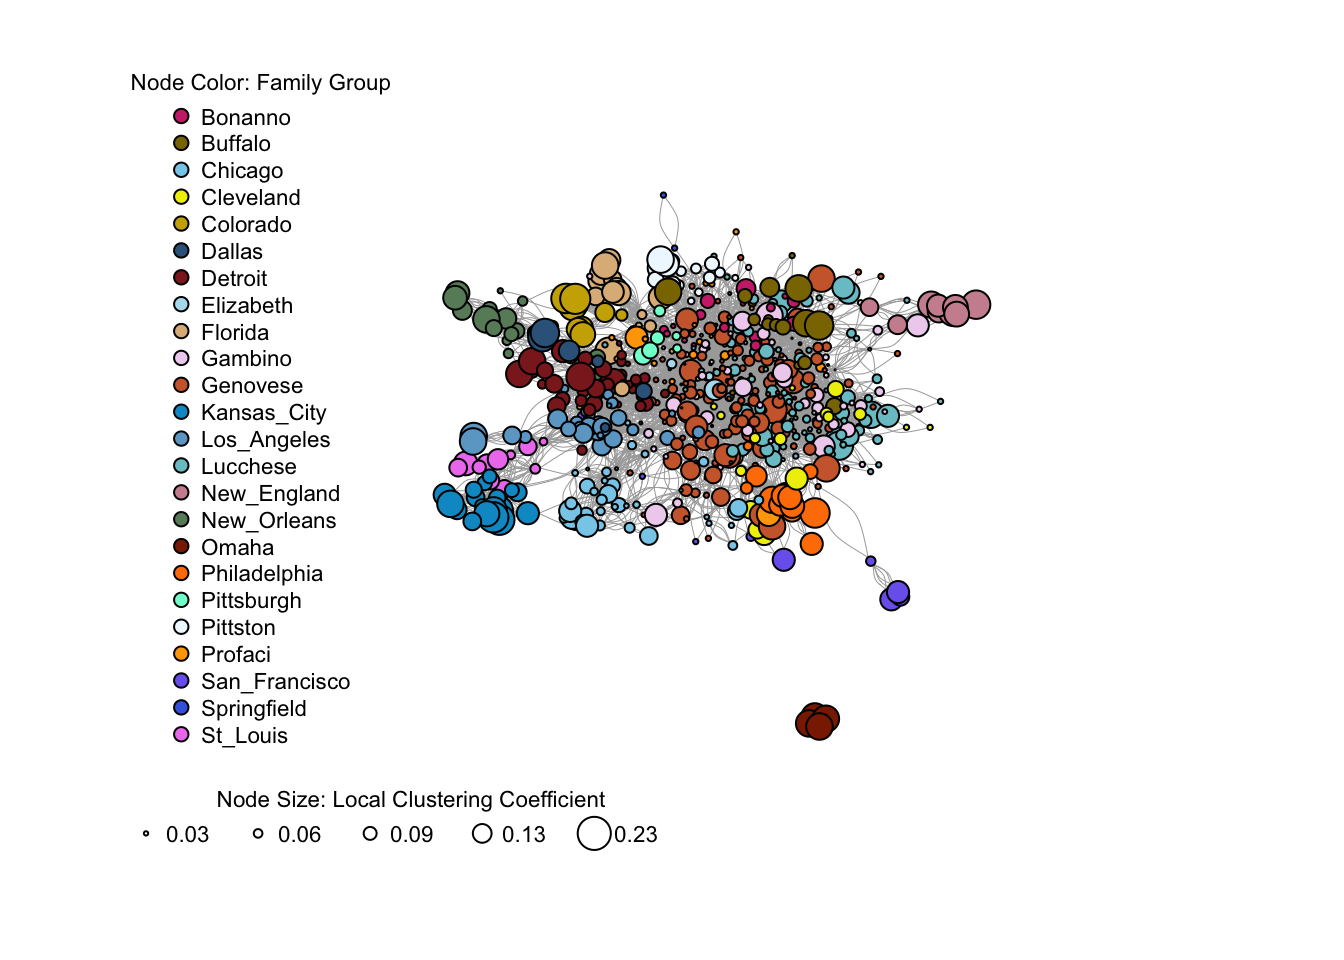 Node Color: Family Group
Bonanno
Buffalo
Chicago
Cleveland
Colorado
Dallas
Detroit
Elizabeth
Florida
Gambino
Genovese
Kansas_City
Los_Angeles
Lucchese
New_England
New_Orleans
Omaha
Philadelphia
Pittsburgh
Pittston
Profaci
San_Francisco
Springfield
St_Louis
Node Size: Local Clustering Coefficient
0.03 0.06 0.09 0.13 0.23